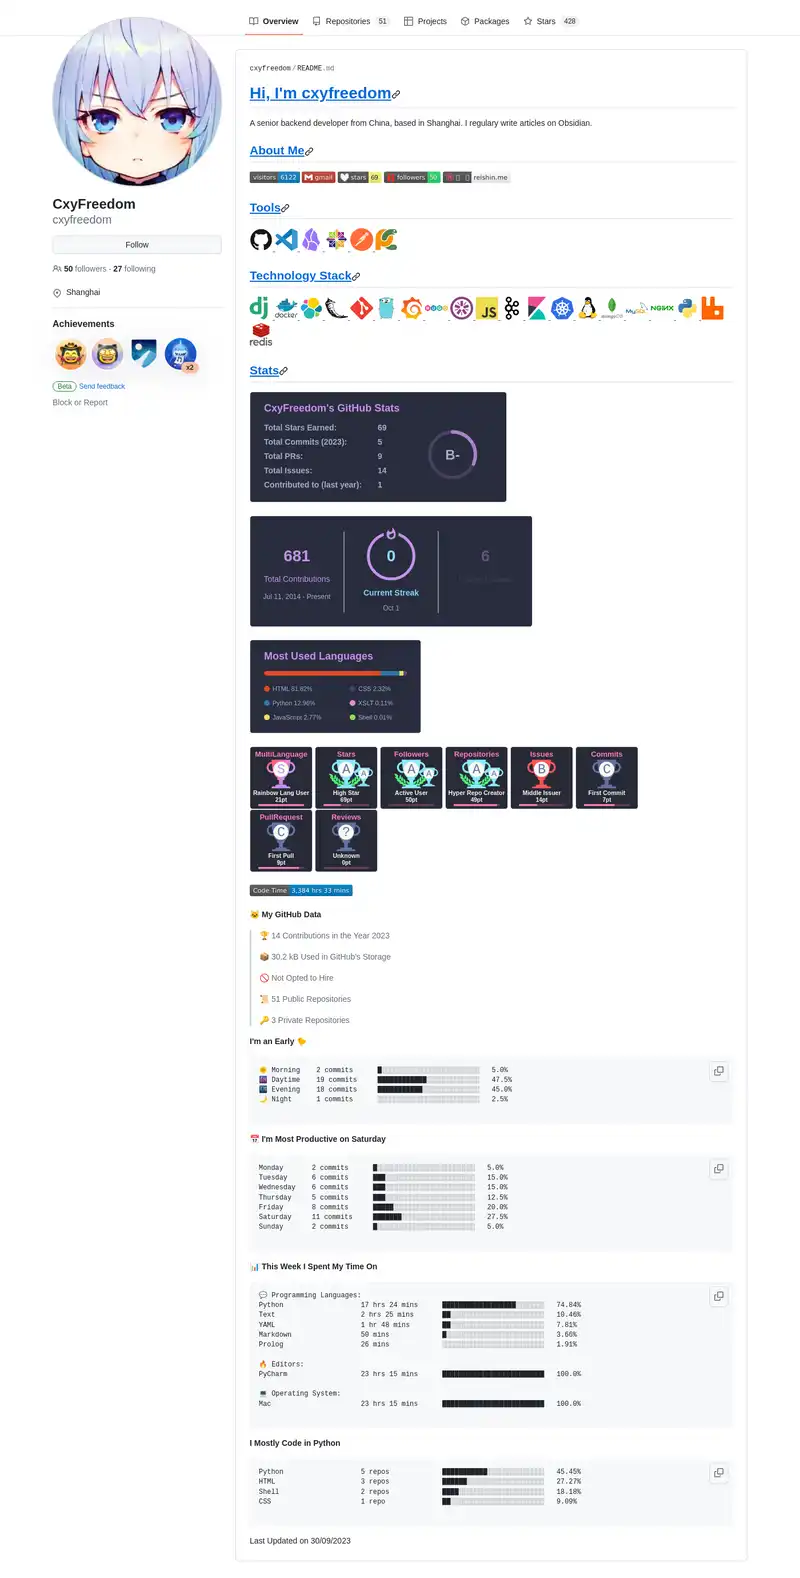 Overview Repositories 51 Projects Packages Stars 428
CxyFreedom
cxyfreedom
Follow
50 followers · 27 following
Shanghai
Achievements
x2
Beta Send feedback
Block or Report
cxyfreedom/README.md
Hi, I'm cxyfreedom
A senior backend developer from China, based in Shanghai. I regulary write articles on Obsidian.
About Me
visitors 6122 gmail stars 69 followers 50 reishin.me
Tools
Technology Stack
dj docker JS mongoDB MySQL NGINX
redis
Stats
CxyFreedom's GitHub Stats
Total Stars Earned: 69
Total Commits (2023): 5
Total PRs: 9
Total Issues: 14
Contributed to (last year): 1
B-
681
Total Contributions
Jul 11, 2014 - Present
0
Current Streak
Oct 1
6
Most Used Languages
HTML 81.82% CSS 2.32%
Python 12.96% XSLT 0.11%
JavaScript 2.77% Shell 0.01%
MultiLanguage Stars Followers Repositories Issues Commits
S A A A A A A B C
Rainbow Lang User High Star Active User Hyper Repo Creator Middle Issuer First Commit
21pt 69pt 50pt 49pt 14pt 7pt
PullRequest Reviews
C ?
First Pull Unknown
9pt 0pt
Code Time 3,384 hrs 33 mins
🐱 My GitHub Data
🏆 14 Contributions in the Year 2023
📦 30.2 kB Used in GitHub's Storage
🚫 Not Opted to Hire
📜 51 Public Repositories
🔑 3 Private Repositories
I'm an Early 🐤
🌞 Morning 2 commits █░░░░░░░░░░░░░░░░░░░░░░░░ 5.0%
🌆 Daytime 19 commits ████████████░░░░░░░░░░░░░ 47.5%
🌃 Evening 18 commits ███████████░░░░░░░░░░░░░░ 45.0%
🌙 Night 1 commits ░░░░░░░░░░░░░░░░░░░░░░░░░ 2.5%
📅 I'm Most Productive on Saturday
Monday 2 commits █░░░░░░░░░░░░░░░░░░░░░░░░ 5.0%
Tuesday 6 commits ███░░░░░░░░░░░░░░░░░░░░░░ 15.0%
Wednesday 6 commits ███░░░░░░░░░░░░░░░░░░░░░░ 15.0%
Thursday 5 commits ███░░░░░░░░░░░░░░░░░░░░░░ 12.5%
Friday 8 commits █████░░░░░░░░░░░░░░░░░░░░ 20.0%
Saturday 11 commits ███████░░░░░░░░░░░░░░░░░░ 27.5%
Sunday 2 commits █░░░░░░░░░░░░░░░░░░░░░░░░ 5.0%
📊 This Week I Spent My Time On
💬 Programming Languages:
Python 17 hrs 24 mins ██████████████████░░░░░░░ 74.84%
Text 2 hrs 25 mins ██░░░░░░░░░░░░░░░░░░░░░░░ 10.46%
YAML 1 hr 48 mins ██░░░░░░░░░░░░░░░░░░░░░░░ 7.81%
Markdown 50 mins █░░░░░░░░░░░░░░░░░░░░░░░░ 3.66%
Prolog 26 mins ░░░░░░░░░░░░░░░░░░░░░░░░░ 1.91%
🔥 Editors:
PyCharm 23 hrs 15 mins █████████████████████████ 100.0%
💻 Operating System:
Mac 23 hrs 15 mins █████████████████████████ 100.0%
I Mostly Code in Python
Python 5 repos ███████████░░░░░░░░░░░░░░ 45.45%
HTML 3 repos ██████░░░░░░░░░░░░░░░░░░░ 27.27%
Shell 2 repos ████░░░░░░░░░░░░░░░░░░░░░ 18.18%
CSS 1 repo ██░░░░░░░░░░░░░░░░░░░░░░░ 9.09%
Last Updated on 30/09/2023